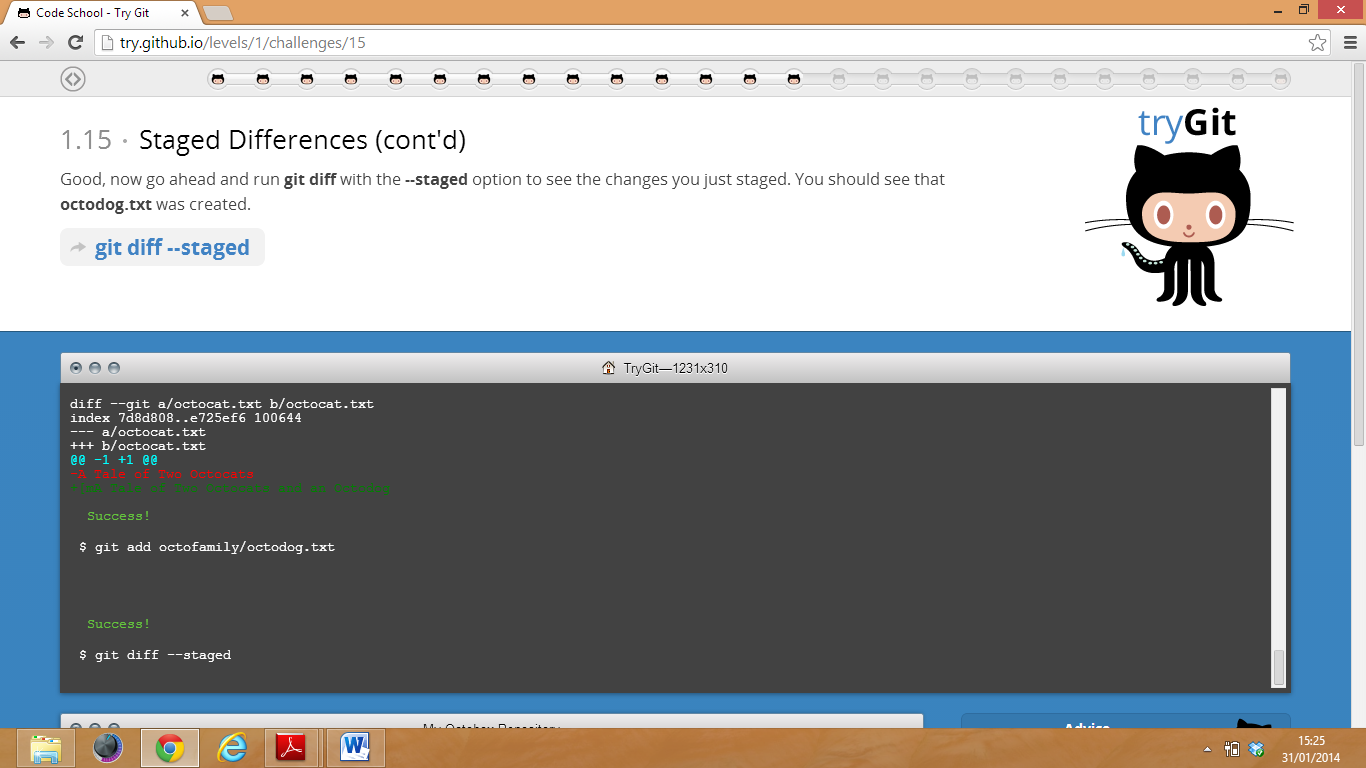 Code School - Try Git
try.github.io/levels/1/challenges/15
1.15 · Staged Differences (cont'd)
Good, now go ahead and run git diff with the --staged option to see the changes you just staged. You should see that
octodog.txt was created.
git diff --staged
tryGit
TryGit—1231x310
diff --git a/octocat.txt b/octocat.txt
index 7d8d808..e725ef6 100644
--- a/octocat.txt
+++ b/octocat.txt
@@ -1 +1 @@
-A Tale of Two Octocats
+[mA Tale of Two Octocats and an Octodog
Success!
$ git add octofamily/octodog.txt
Success!
$ git diff --staged
My Octobox Repository
Advice
15:25
31/01/2014